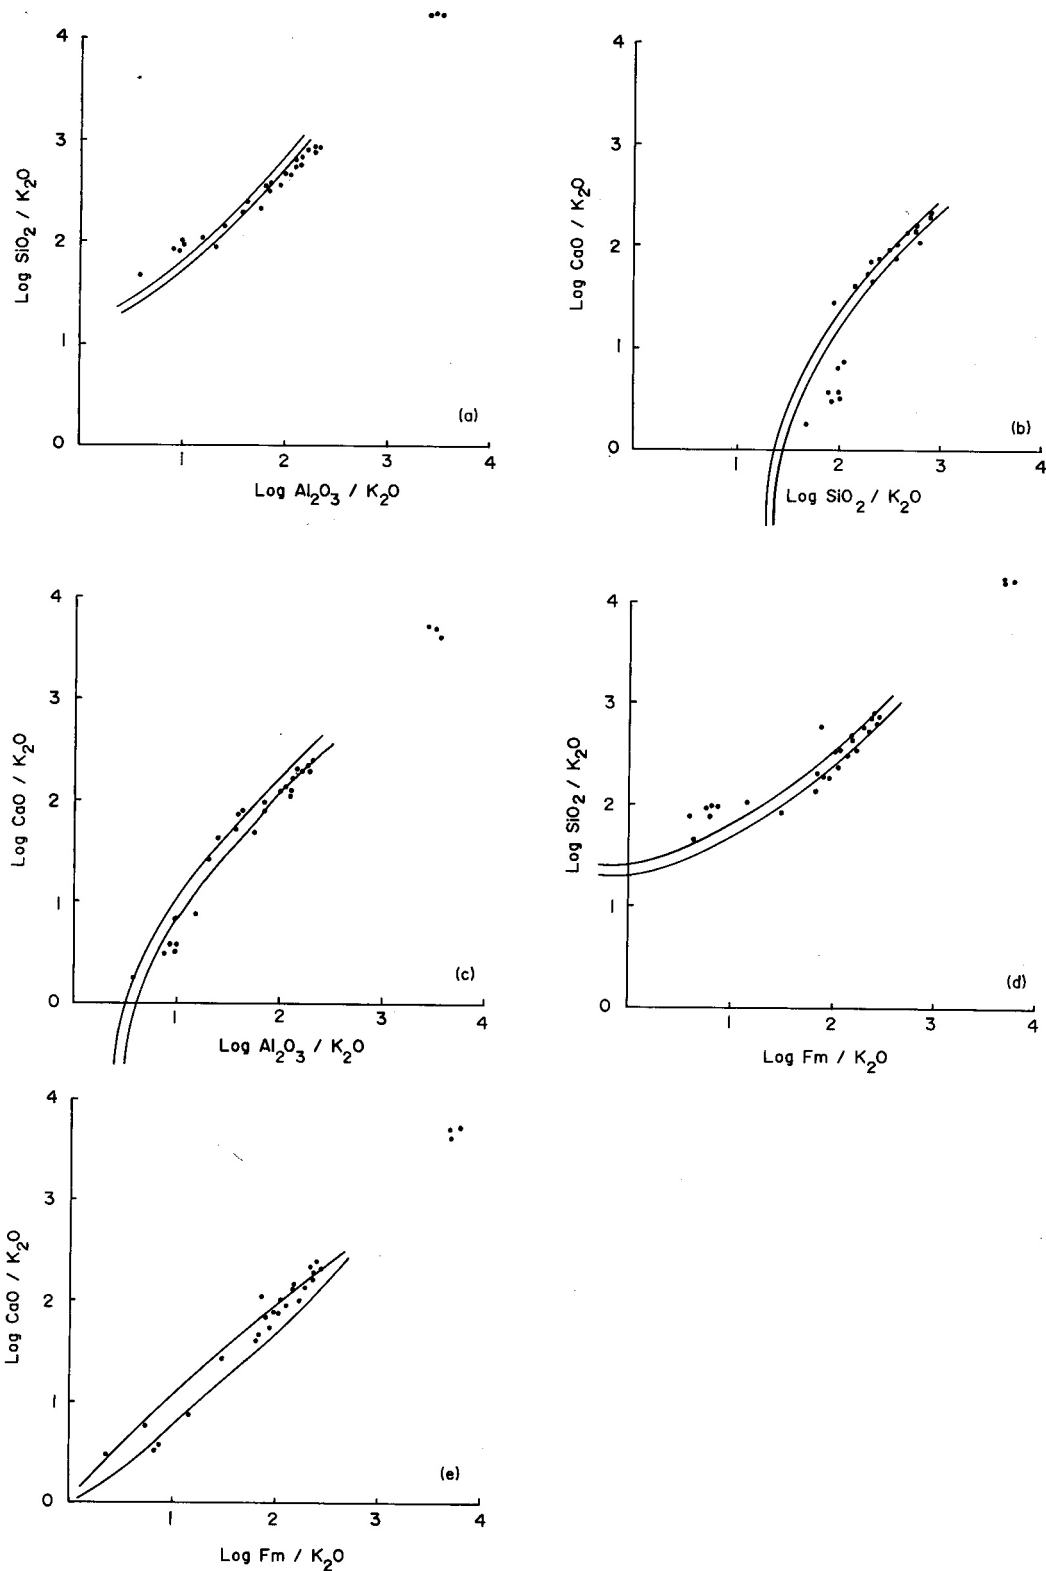 4
3
2
1
0
Log SiO₂ / K₂O
(a)
1 2 3 4
Log Al₂O₃ / K₂O
4
3
2
1
0
Log CaO / K₂O
(b)
1 2 3 4
Log SiO₂ / K₂O
4
3
2
1
0
Log CaO / K₂O
(c)
1 2 3 4
Log Al₂O₃ / K₂O
4
3
2
1
0
Log SiO₂ / K₂O
(d)
1 2 3 4
Log Fm / K₂O
4
3
2
1
0
Log CaO / K₂O
(e)
1 2 3 4
Log Fm / K₂O